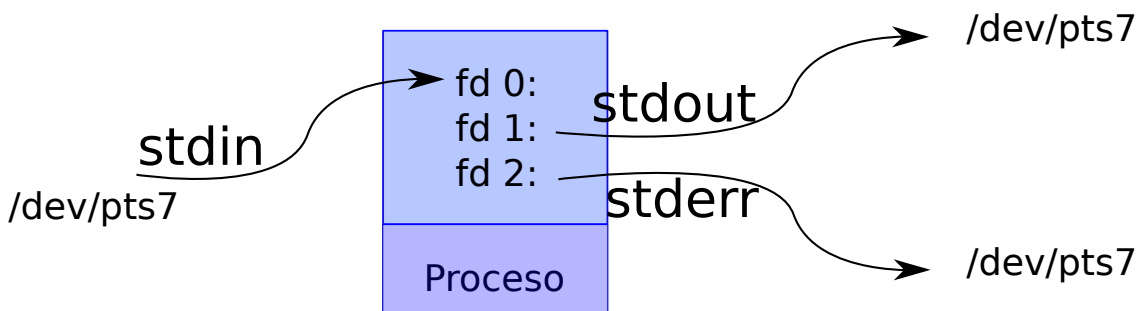 /dev/pts7
fd 0:
stdout
fd 1:
stdin
fd 2:
stderr
/dev/pts7
/dev/pts7
Proceso